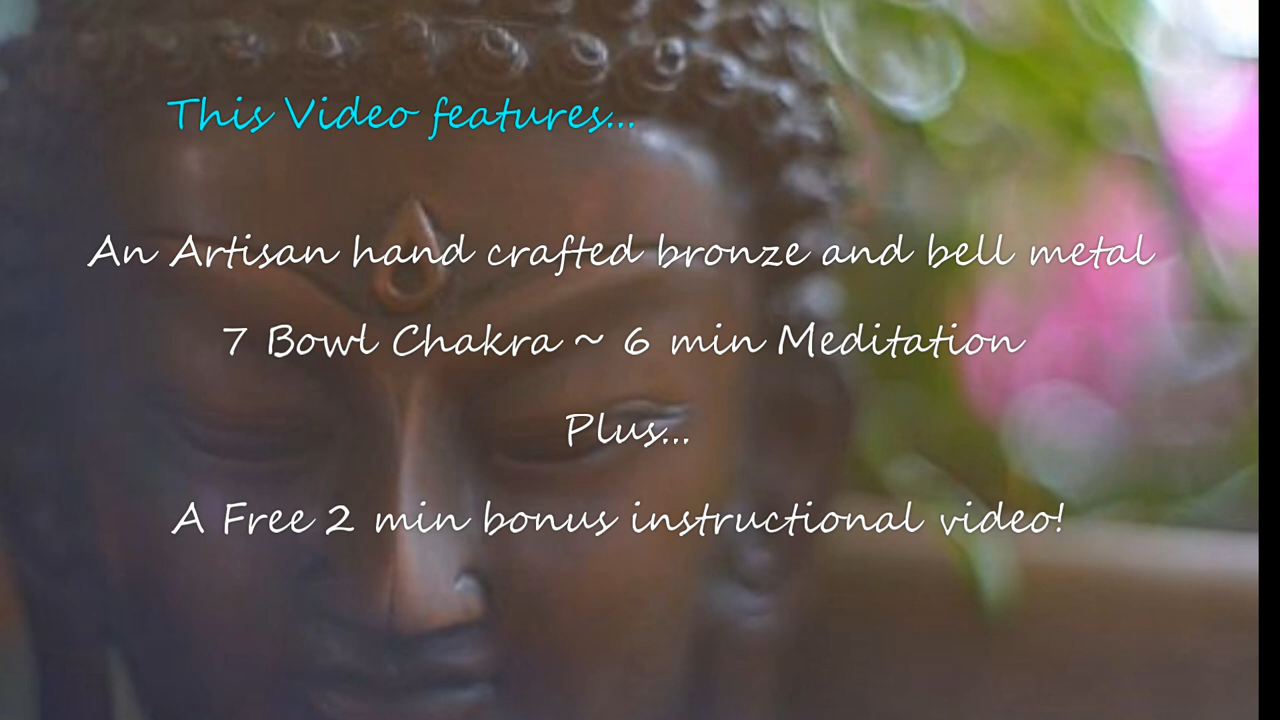 This Video features...
An Artisan hand crafted bronze and bell metal
7 Bowl Chakra ~ 6 min Meditation
Plus...
A Free 2 min bonus instructional video!